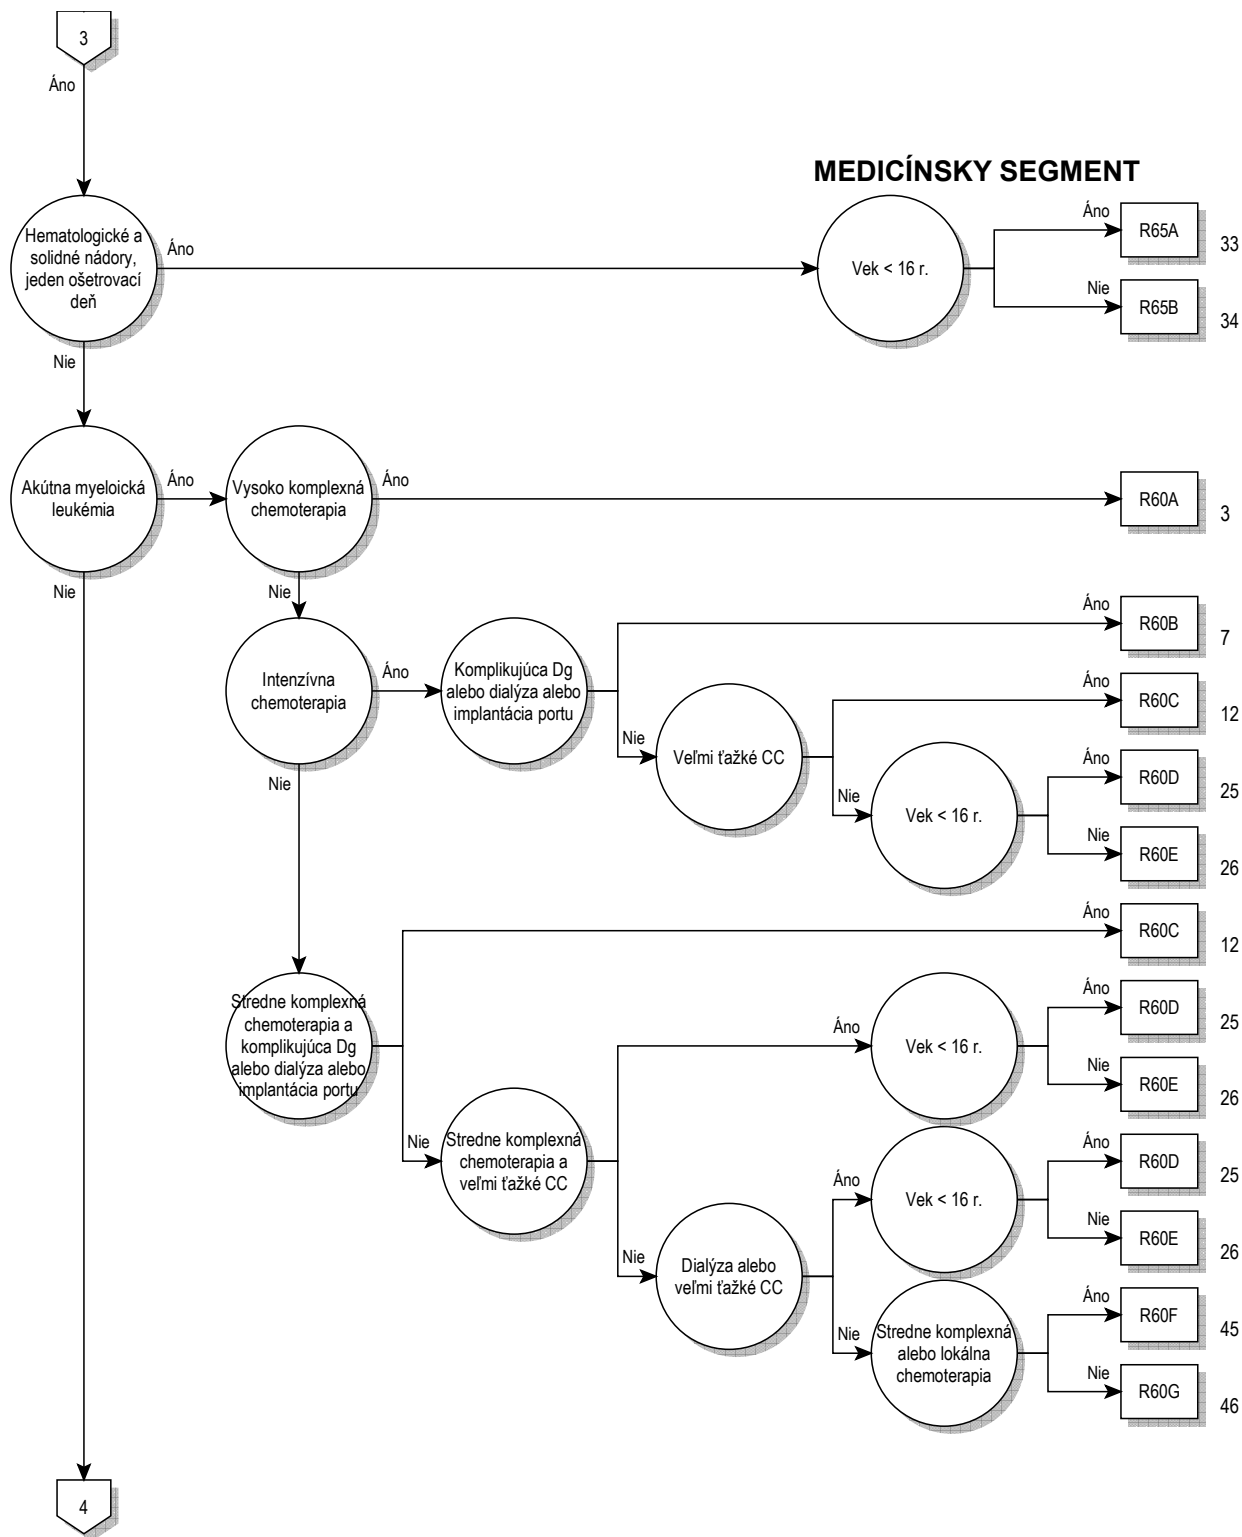 3
Áno
MEDICÍNSKY SEGMENT
Hematologické a
solidné nádory,
jeden ošetrovací
deň
Áno
Vek < 16 r.
Áno
R65A
33
Nie
R65B
34
Nie
Akútna myeloická
leukémia
Áno
Vysoko komplexná
chemoterapia
Áno
R60A
3
Nie
Nie
Intenzívna
chemoterapia
Áno
Komplikujúca Dg
alebo dialýza alebo
implantácia portu
Áno
R60B
7
Nie
Veľmi ťažké CC
Áno
R60C
12
Nie
Vek < 16 r.
Áno
R60D
25
Nie
R60E
26
Nie
Stredne komplexná
chemoterapia a
komplikujúca Dg
alebo dialýza alebo
implantácia portu
Áno
R60C
12
Nie
Stredne komplexná
chemoterapia a
veľmi ťažké CC
Áno
Vek < 16 r.
Áno
R60D
25
Nie
R60E
26
Nie
Dialýza alebo
veľmi ťažké CC
Áno
Vek < 16 r.
Áno
R60D
25
Nie
R60E
26
Nie
Stredne komplexná
alebo lokálna
chemoterapia
Áno
R60F
45
Nie
R60G
46
4